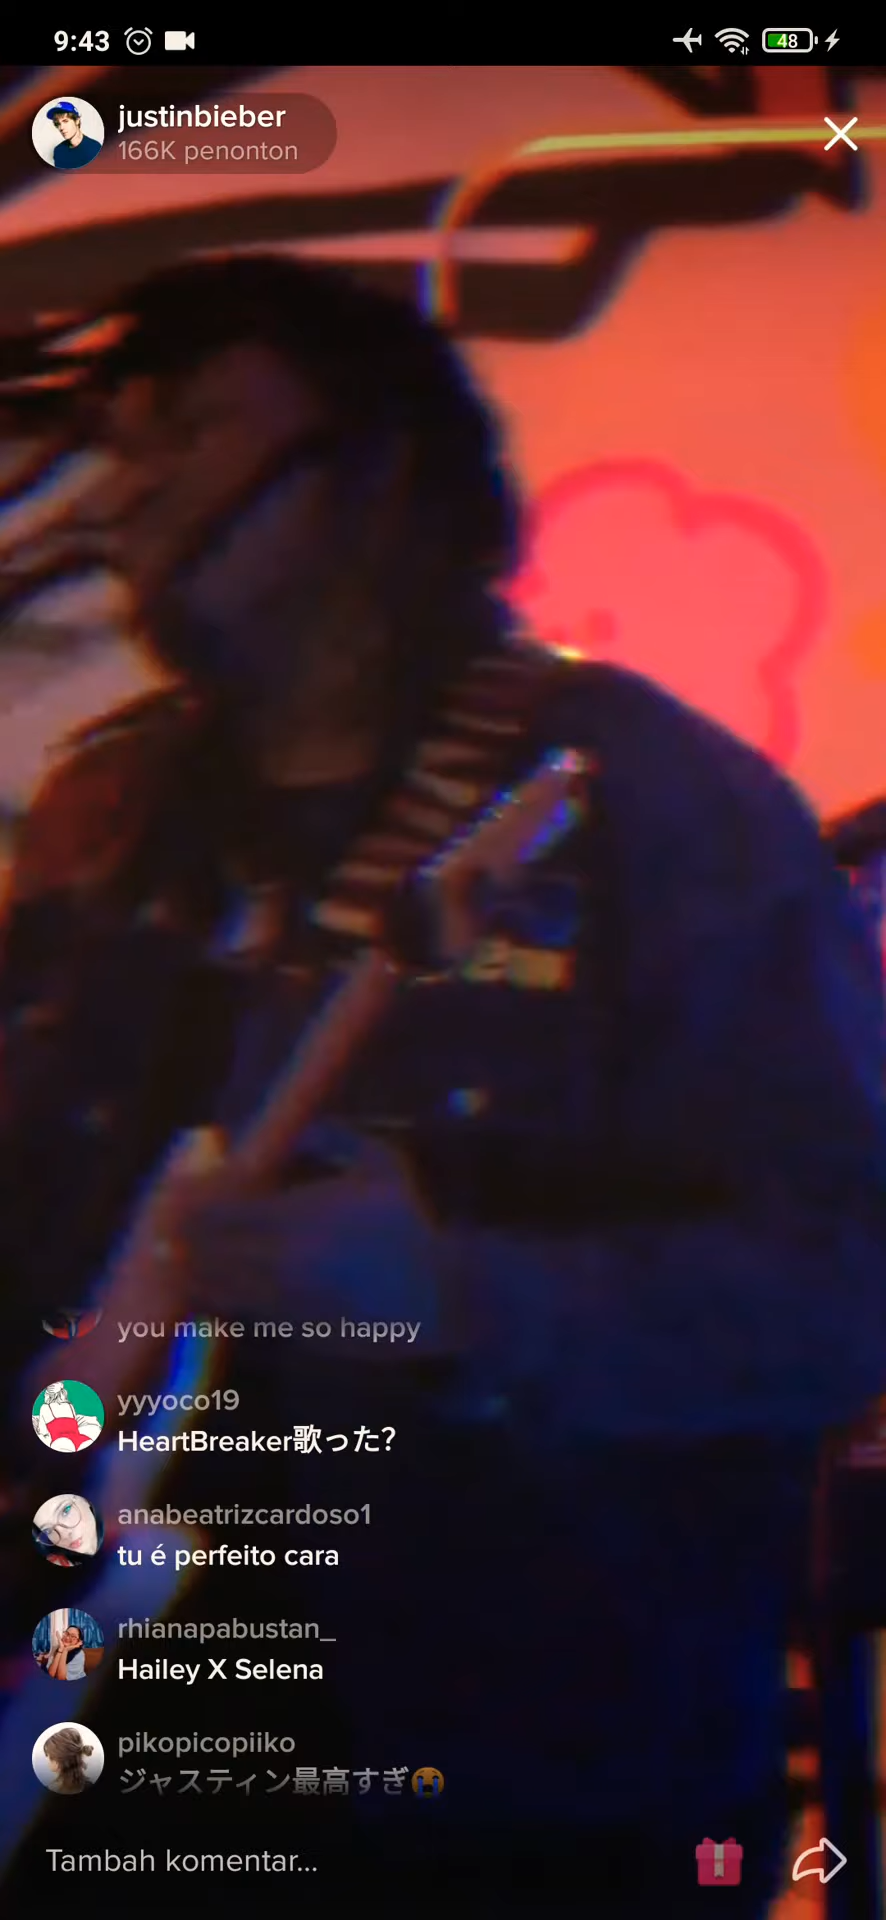 9:43
48
justinbieber
166K penonton
you make me so happy
yyyoco19
HeartBreaker歌った?
anabeatrizcardoso1
tu é perfeito cara
rhianapabustan_
Hailey X Selena
pikopicopiiko
ジャスティン最高すぎ😭
Tambah komentar...